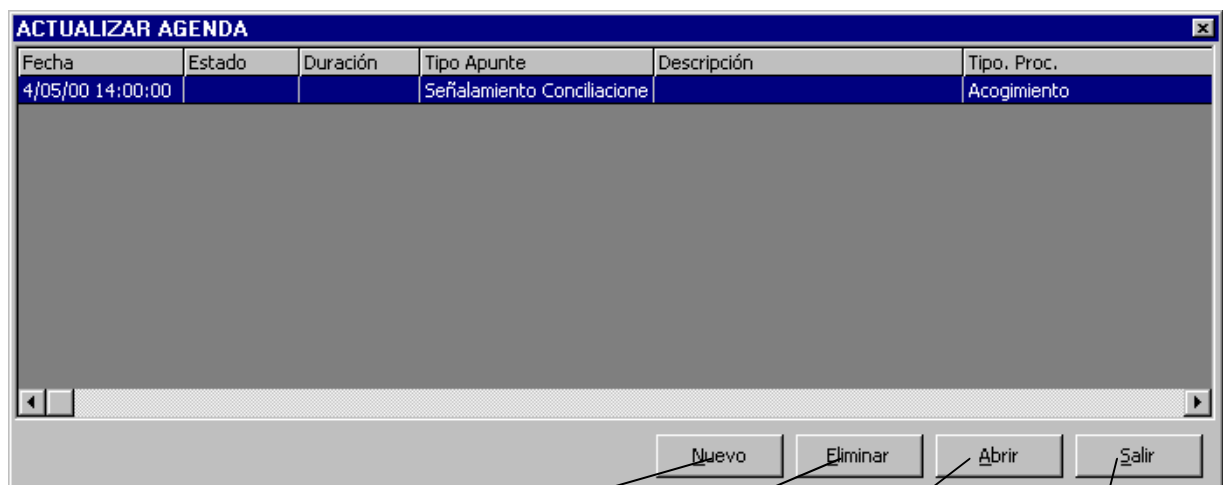 ACTUALIZAR AGENDA
Fecha Estado Duración Tipo Apunte Descripción Tipo. Proc.
4/05/00 14:00:00 Señalamiento Conciliacione Acogimiento
Nuevo Eliminar Abrir Salir